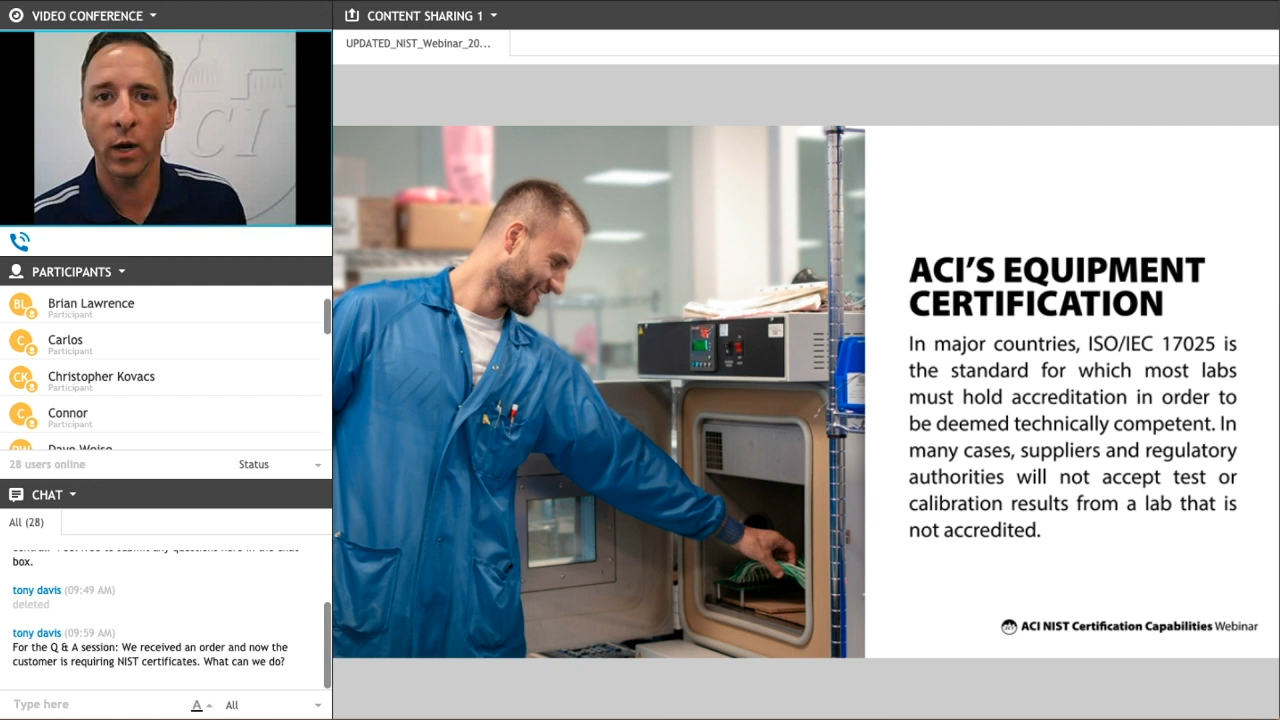 VIDEO CONFERENCE
CI
PARTICIPANTS
BL
Brian Lawrence
Participant
C
Carlos
Participant
CK
Christopher Kovacs
Participant
C
Connor
Participant
28 users online
Status
CHAT
All (28)
box.
tony davis (09:49 AM)
deleted
tony davis (09:59 AM)
For the Q & A session: We received an order and now the
customer is requiring NIST certificates. What can we do?
Type here
A
All
CONTENT SHARING 1
UPDATED_NIST_Webinar_20...
ACI'S EQUIPMENT
CERTIFICATION
In major countries, ISO/IEC 17025 is
the standard for which most labs
must hold accreditation in order to
be deemed technically competent. In
many cases, suppliers and regulatory
authorities will not accept test or
calibration results from a lab that is
not accredited.
ACI NIST Certification Capabilities Webinar